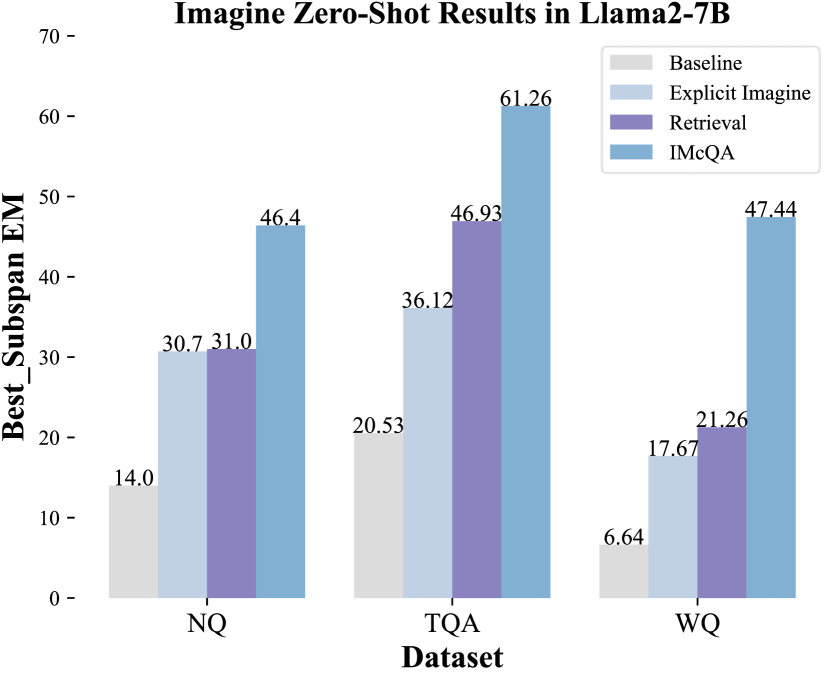 Imagine Zero-Shot Results in Llama2-7B
Baseline
Explicit Imagine
Retrieval
IMcQA
Best_Subspan EM
70
60
50
40
30
20
10
0
14.0
30.7
31.0
46.4
20.53
36.12
46.93
61.26
6.64
17.67
21.26
47.44
NQ
TQA
WQ
Dataset